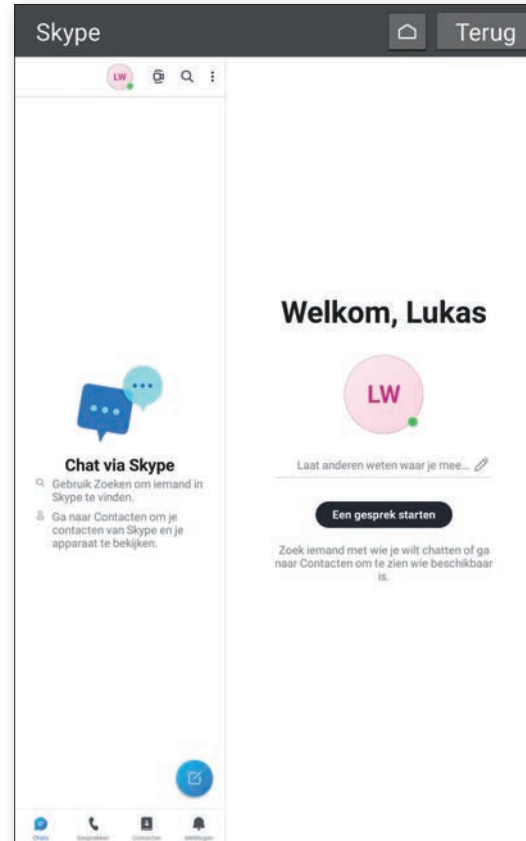 Skype
Terug
LW
Chat via Skype
Gebruik Zoeken om iemand in
Skype te vinden.
Ga naar Contacten om je
contacten van Skype en je
apparaat te bekijken.
Chats
Gesprekken
Contacten
Meldingen
Welkom, Lukas
LW
Laat anderen weten waar je mee...
Een gesprek starten
Zoek iemand met wie je wilt chatten of ga
naar Contacten om te zien wie beschikbaar
is.